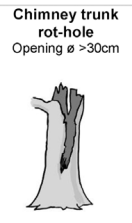 Chimney trunk
rot-hole
Opening ø >30cm